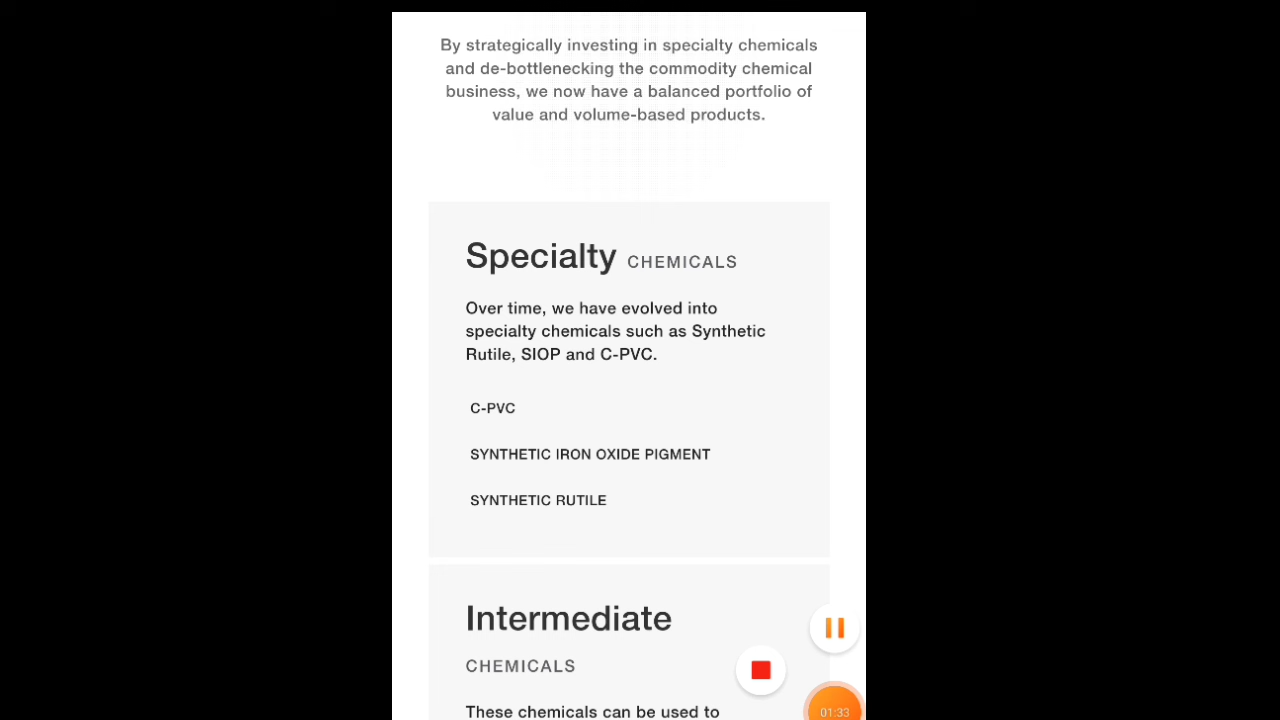 By strategically investing in specialty chemicals
and de-bottlenecking the commodity chemical
business, we now have a balanced portfolio of
value and volume-based products.
Specialty CHEMICALS
Over time, we have evolved into
specialty chemicals such as Synthetic
Rutile, SIOP and C-PVC.
C-PVC
SYNTHETIC IRON OXIDE PIGMENT
SYNTHETIC RUTILE
Intermediate
CHEMICALS
These chemicals can be used to
01:33